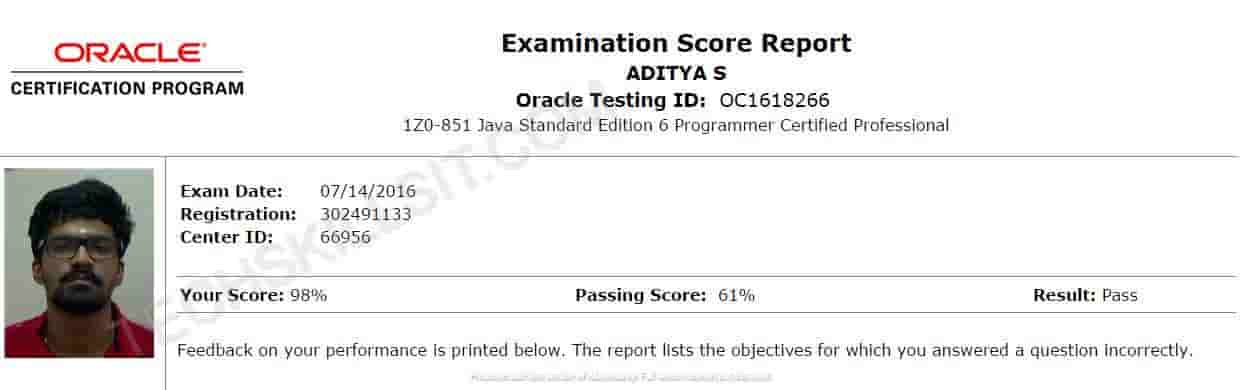 ORACLE®
CERTIFICATION PROGRAM
Examination Score Report
ADITYA S
Oracle Testing ID: OC1618266
1Z0-851 Java Standard Edition 6 Programmer Certified Professional
Exam Date: 07/14/2016
Registration: 302491133
Center ID: 66956
Your Score: 98% Passing Score: 61% Result: Pass
Feedback on your performance is printed below. The report lists the objectives for which you answered a question incorrectly.